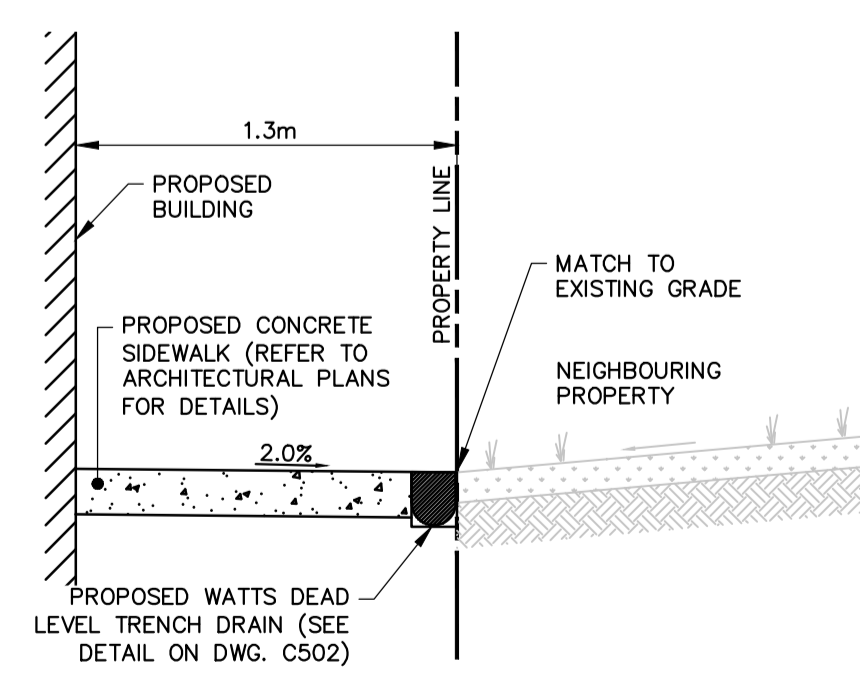 1.3m
PROPOSED
BUILDING
PROPERTY LINE
MATCH TO
EXISTING GRADE
PROPOSED CONCRETE
SIDEWALK (REFER TO
ARCHITECTURAL PLANS
FOR DETAILS)
NEIGHBOURING
PROPERTY
2.0%
PROPOSED WATTS DEAD
LEVEL TRENCH DRAIN (SEE
DETAIL ON DWG. C502)